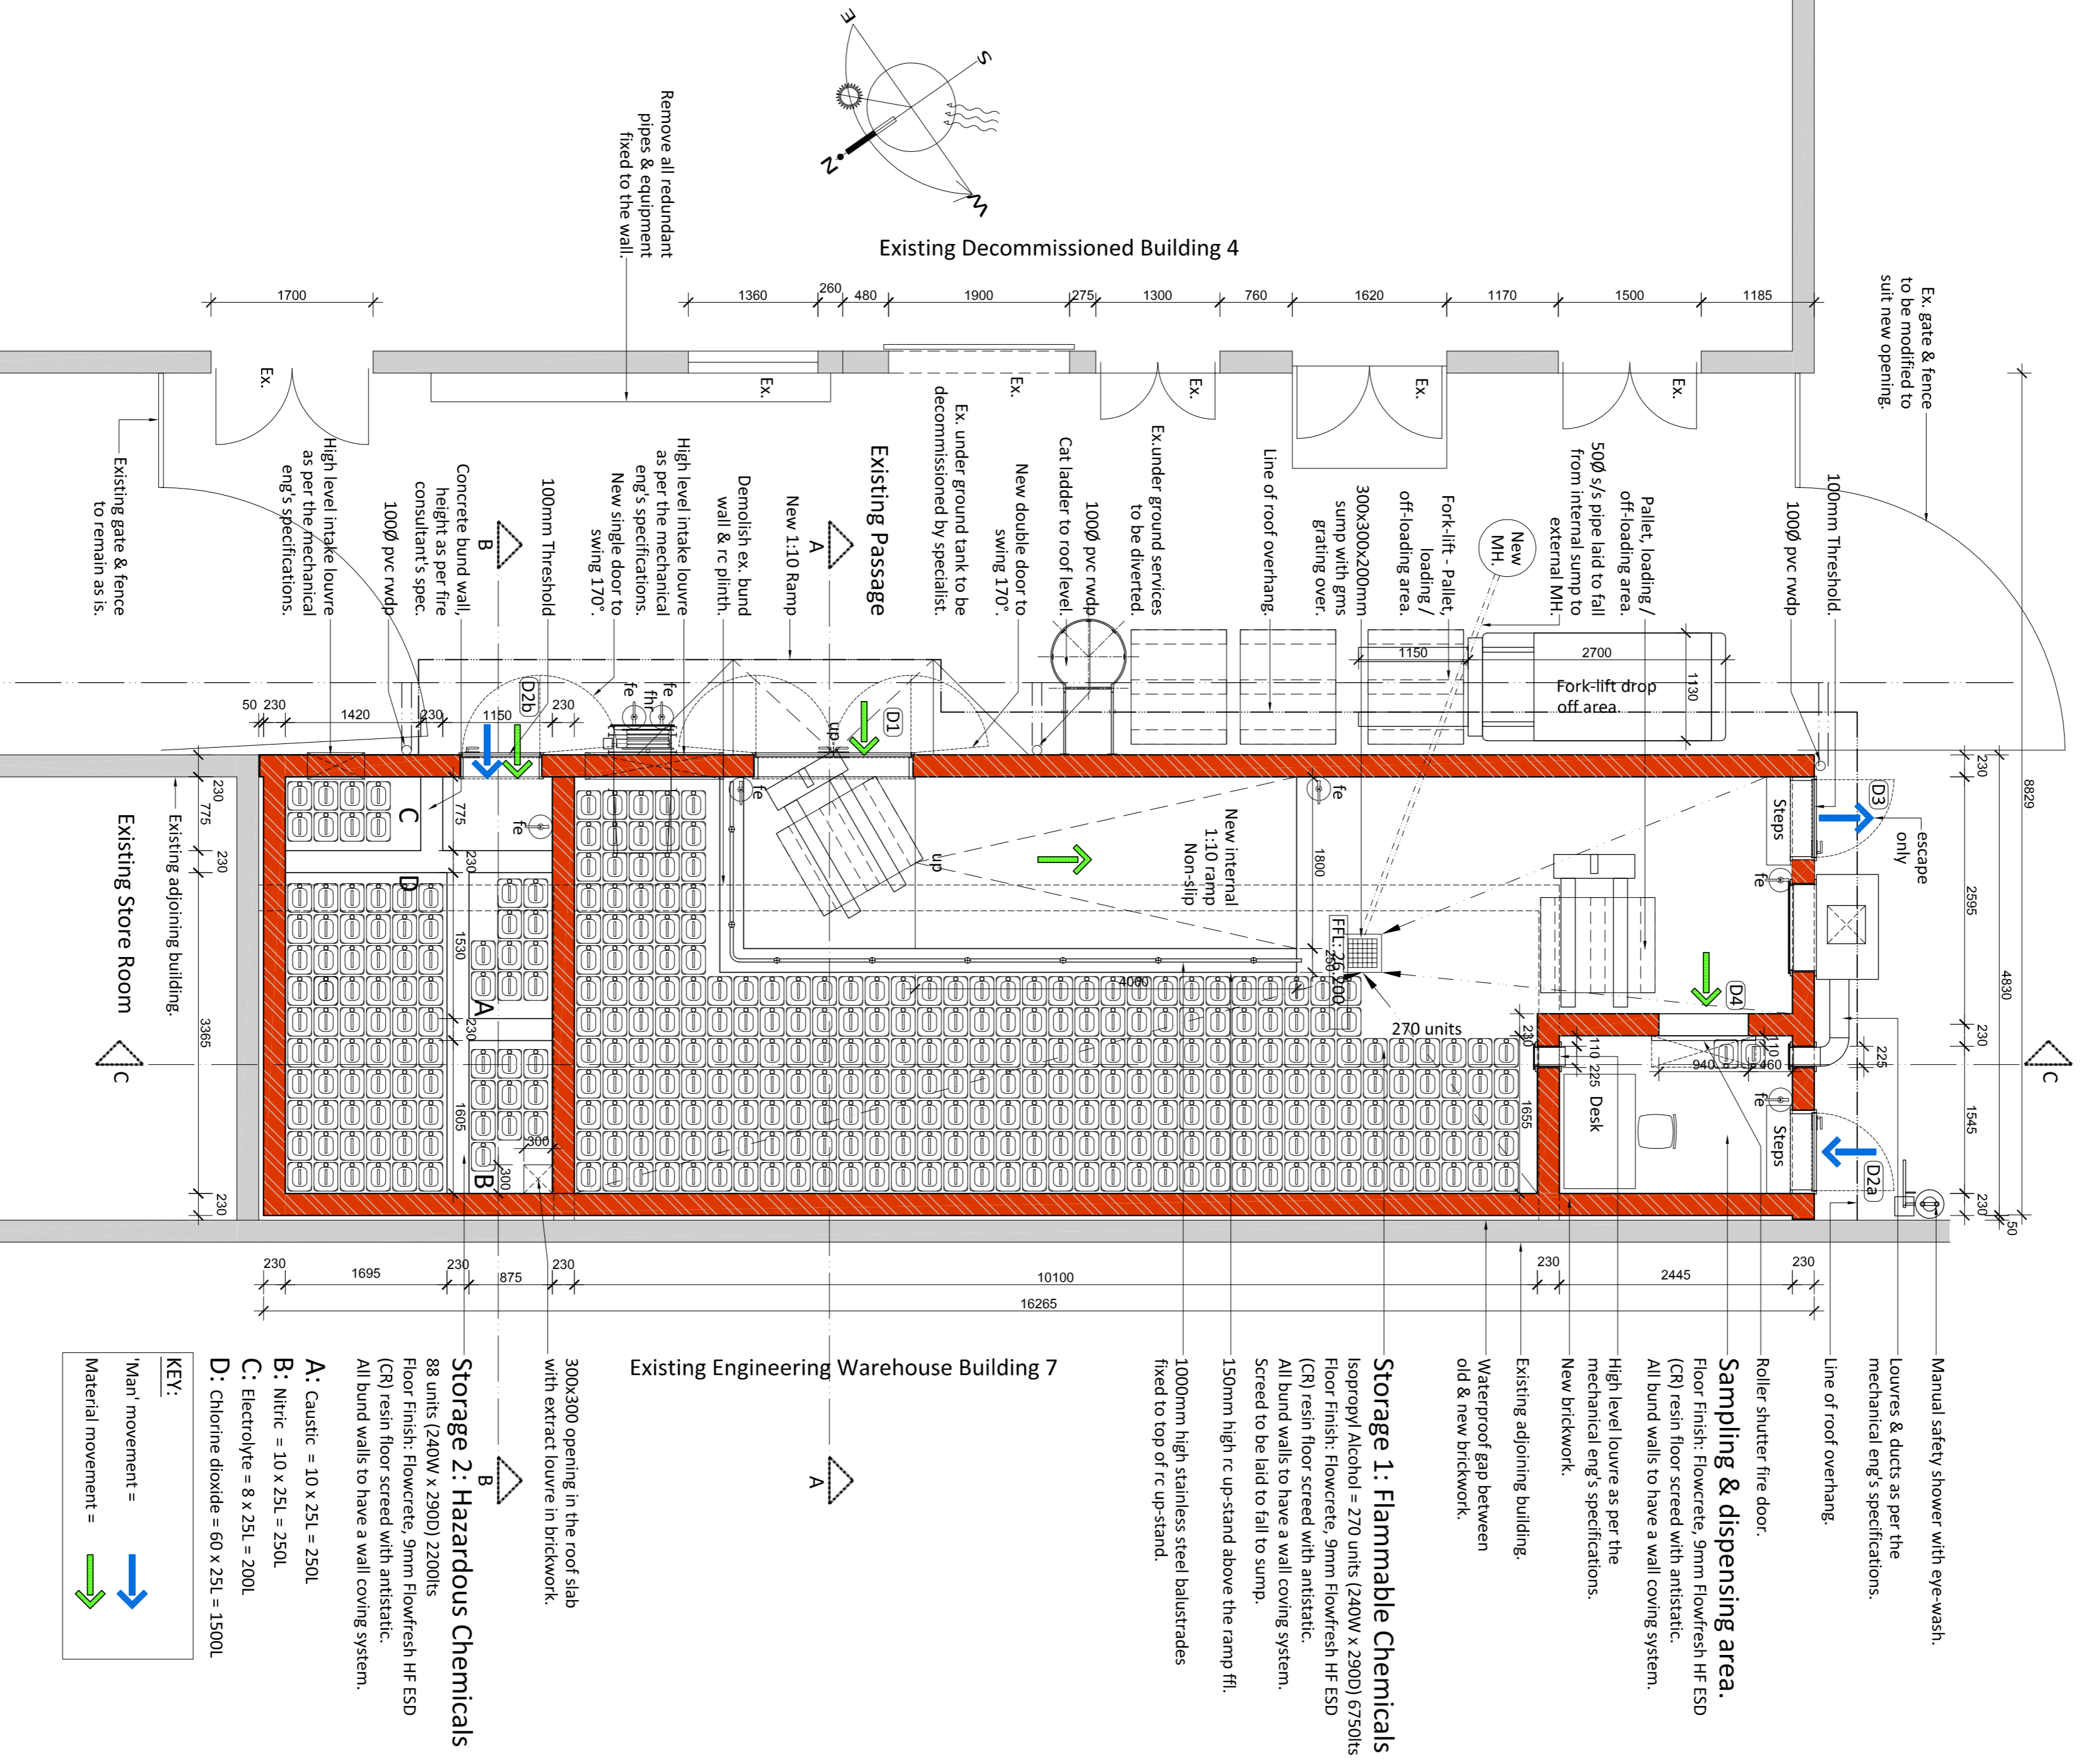 E
S
N
W
Existing Decommissioned Building 4
Remove all redundant
pipes & equipment
fixed to the wall.
Ex. gate & fence
to be modified to
suit new opening.
1700
1360
260
480
1900
275
1300
760
1620
1170
1500
1185
Ex.
Ex.
Ex.
Ex.
Ex.
Ex.
8829
Existing gate & fence
to remain as is.
High level intake louvre
as per the mechanical
eng's specifications.
100Ø pvc rwdp
Concrete bund wall,
height as per fire
consultant's spec.
100mm Threshold
New single door to
swing 170°.
High level intake louvre
as per the mechanical
eng's specifications.
Demolish ex. bund
wall & rc plinth.
New 1:10 Ramp
Existing Passage
Ex. under ground tank to be
decommissioned by specialist.
New double door to
swing 170°.
Cat ladder to roof level.
100Ø pvc rwdp
Ex.under ground services
to be diverted.
Line of roof overhang.
300x300x200mm
sump with gms
grating over.
Fork-lift - Pallet,
loading /
off-loading area.
New
MH.
50Ø s/s pipe laid to fall
from internal sump to
external MH.
Pallet, loading /
off-loading area.
100Ø pvc rwdp
100mm Threshold.
B
A
1150
2700
1130
Fork-lift drop
off area.
50
230
1420
230
1150
230
D2b
fe
fhr
fe
up
D1
D3
escape
only
230
775
230
3365
230
Existing adjoining building.
Existing Store Room
C
C
775
fe
230
D
1530
A
230
1605
300
300
B
fe
up
fe
New internal
1:10 ramp
Non-slip
1800
250
FFL: 26.200
4000
270 units
Steps
fe
D4
230
110
225
1655
Desk
940
460
110
fe
Steps
D2a
225
230
2595
230
1545
230
50
4830
C
230
1695
230
875
230
10100
230
2445
230
16265
Existing Engineering Warehouse Building 7
B
A
Manual safety shower with eye-wash.
Louvres & ducts as per the
mechanical eng's specifications.
Line of roof overhang.
Roller shutter fire door.
Sampling & dispensing area.
Floor Finish: Flowcrete, 9mm Flowfresh HF ESD
(CR) resin floor screed with antistatic.
All bund walls to have a wall coving system.
High level louvre as per the
mechanical eng's specifications.
New brickwork.
Existing adjoining building.
Waterproof gap between
old & new brickwork.
Storage 1: Flammable Chemicals
Isopropyl Alcohol = 270 units (240W x 290D) 6750lts
Floor Finish: Flowcrete, 9mm Flowfresh HF ESD
(CR) resin floor screed with antistatic.
All bund walls to have a wall coving system.
Screed to be laid to fall to sump.
150mm high rc up-stand above the ramp ffl.
1000mm high stainless steel balustrades
fixed to top of rc up-stand.
300x300 opening in the roof slab
with extract louvre in brickwork.
Storage 2: Hazardous Chemicals
88 units (240W x 290D) 2200lts
Floor Finish: Flowcrete, 9mm Flowfresh HF ESD
(CR) resin floor screed with antistatic.
All bund walls to have a wall coving system.
A: Caustic = 10 x 25L = 250L
B: Nitric = 10 x 25L = 250L
C: Electrolyte = 8 x 25L = 200L
D: Chlorine dioxide = 60 x 25L = 1500L
KEY:
'Man' movement =
Material movement =